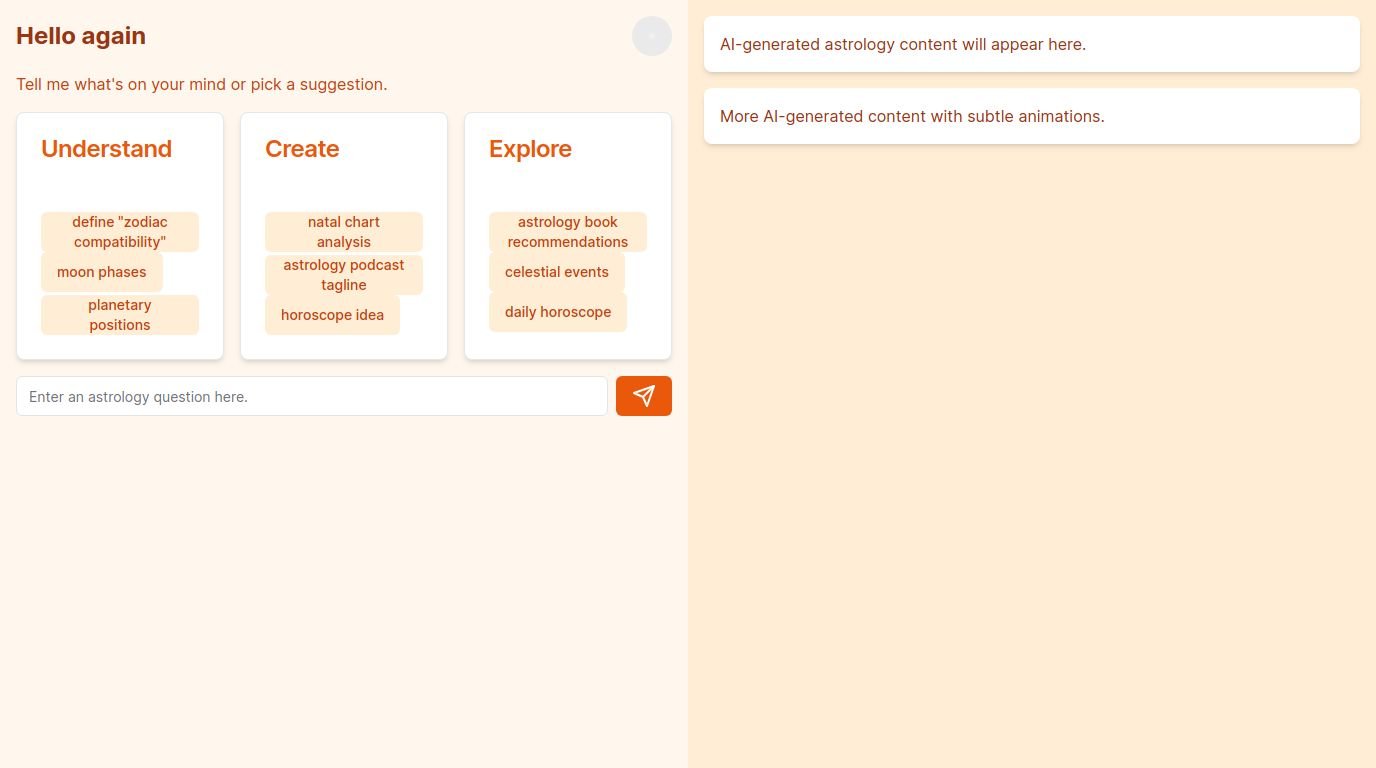 Hello again
Tell me what's on your mind or pick a suggestion.
Understand
define "zodiac
compatibility"
moon phases
planetary
positions
Create
natal chart
analysis
astrology podcast
tagline
horoscope idea
Explore
astrology book
recommendations
celestial events
daily horoscope
Enter an astrology question here.
AI-generated astrology content will appear here.
More AI-generated content with subtle animations.